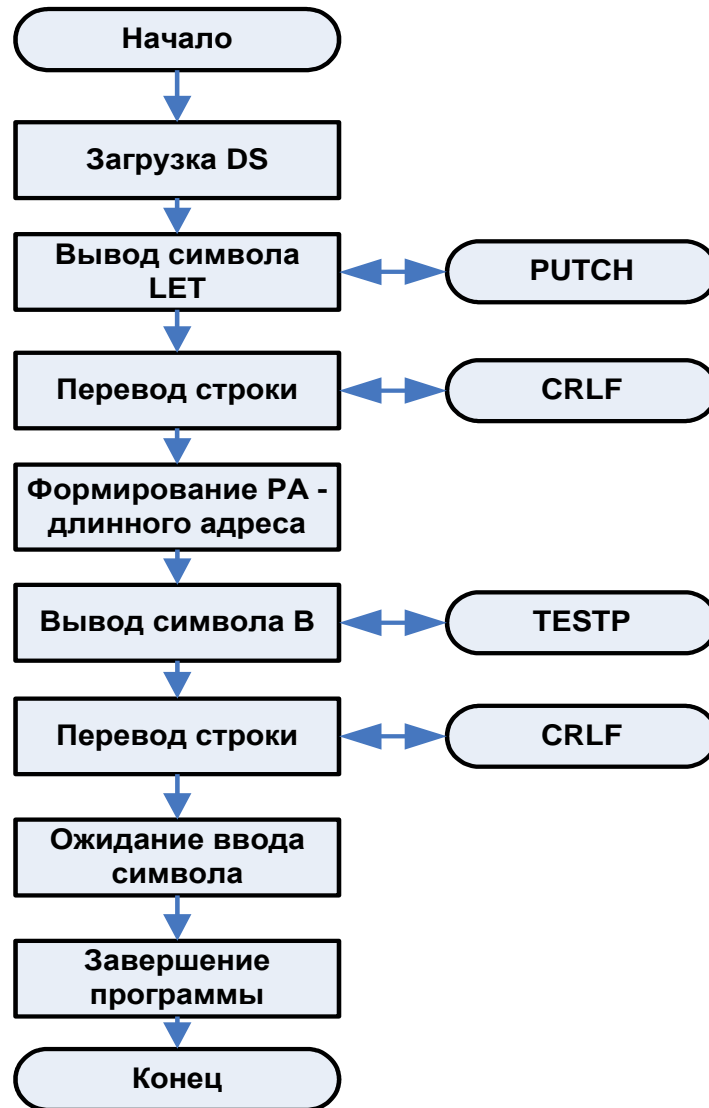 Начало
Загрузка DS
Вывод символа
LET
PUTCH
Перевод строки
CRLF
Формирование PA -
длинного адреса
Вывод символа B
TESTP
Перевод строки
CRLF
Ожидание ввода
символа
Завершение
программы
Конец